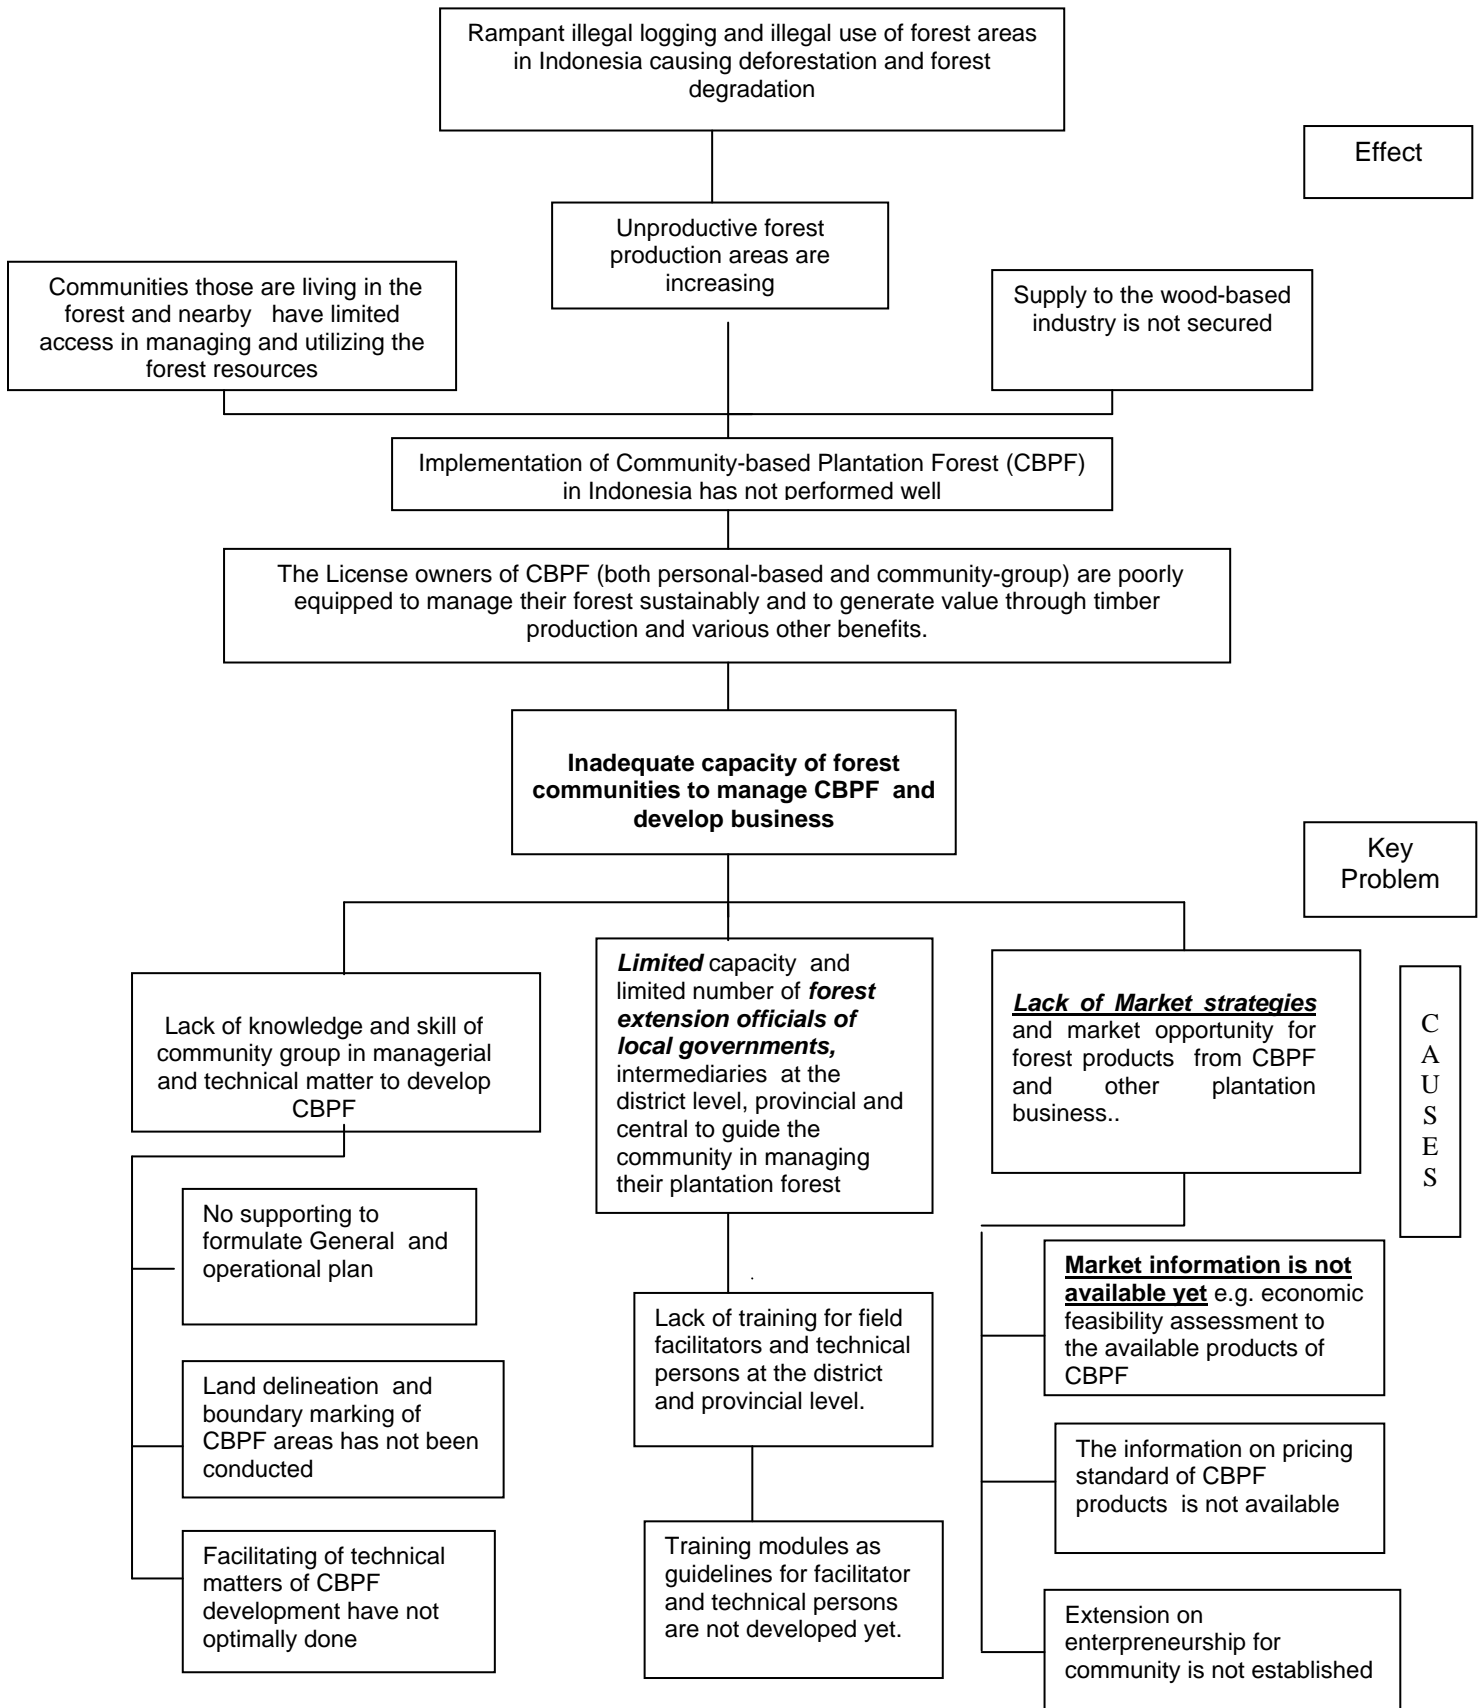 Rampant illegal logging and illegal use of forest areas
in Indonesia causing deforestation and forest
degradation
Effect
Unproductive forest
production areas are
increasing
Communities those are living in the
forest and nearby have limited
access in managing and utilizing the
forest resources
Supply to the wood-based
industry is not secured
Implementation of Community-based Plantation Forest (CBPF)
in Indonesia has not performed well
The License owners of CBPF (both personal-based and community-group) are poorly
equipped to manage their forest sustainably and to generate value through timber
production and various other benefits.
Inadequate capacity of forest
communities to manage CBPF and
develop business
Key
Problem
Lack of knowledge and skill of
community group in managerial
and technical matter to develop
CBPF
Limited capacity and
limited number of forest
extension officials of
local governments,
intermediaries at the
district level, provincial and
central to guide the
community in managing
their plantation forest
Lack of Market strategies
and market opportunity for
forest products from CBPF
and other plantation
business..
C
A
U
S
E
S
No supporting to
formulate General and
operational plan
Land delineation and
boundary marking of
CBPF areas has not been
conducted
Facilitating of technical
matters of CBPF
development have not
optimally done
Lack of training for field
facilitators and technical
persons at the district
and provincial level.
Training modules as
guidelines for facilitator
and technical persons
are not developed yet.
Market information is not
available yet e.g. economic
feasibility assessment to
the available products of
CBPF
The information on pricing
standard of CBPF
products is not available
Extension on
enterpreneurship for
community is not established